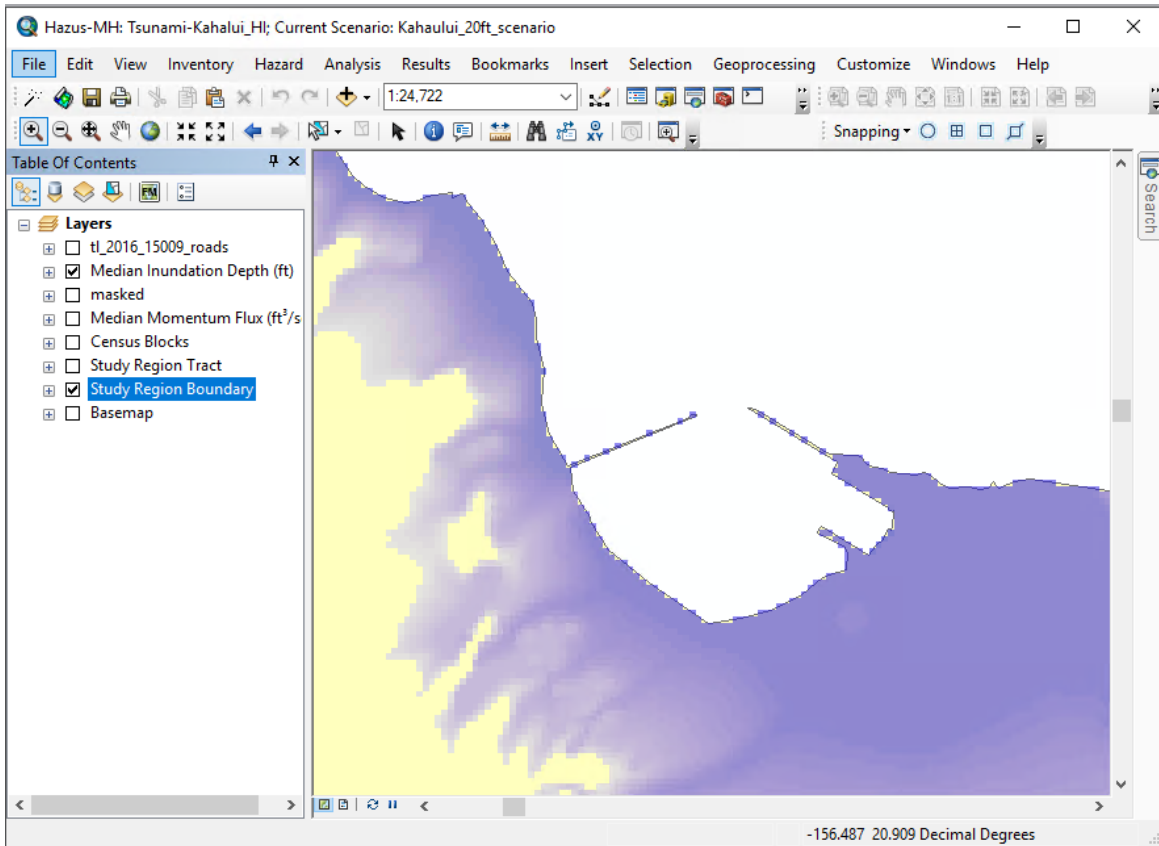 Hazus-MH: Tsunami-Kahalui_HI; Current Scenario: Kahaului_20ft_scenario
File Edit View Inventory Hazard Analysis Results Bookmarks Insert Selection Geoprocessing Customize Windows Help
1:24,722
XY Snapping
Table Of Contents
FM
Search
Layers
tl_2016_15009_roads
Median Inundation Depth (ft)
masked
Median Momentum Flux (ft³/s
Census Blocks
Study Region Tract
Study Region Boundary
Basemap
-156.487 20.909 Decimal Degrees